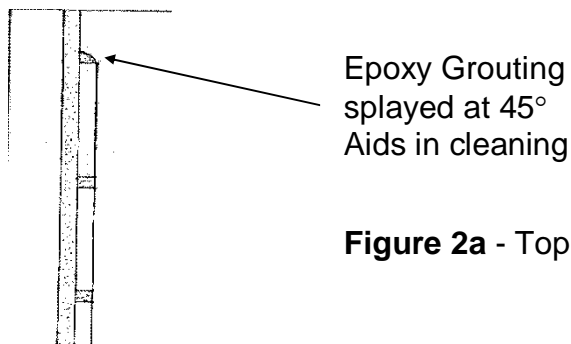 Epoxy Grouting
splayed at 45°
Aids in cleaning
Figure 2a - Top